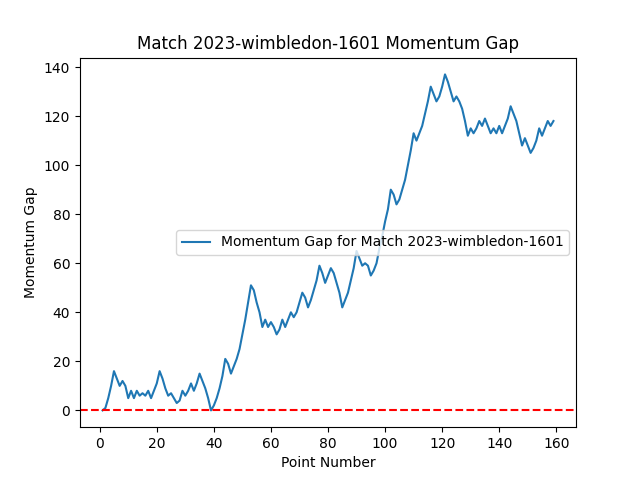 Match 2023-wimbledon-1601 Momentum Gap
140
120
100
80
60
40
20
0
Momentum Gap
Momentum Gap for Match 2023-wimbledon-1601
0 20 40 60 80 100 120 140 160
Point Number